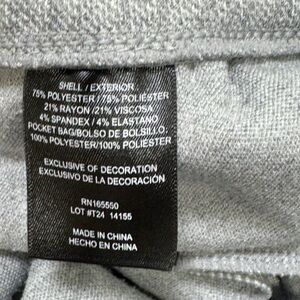 SHELL / EXTERIOR
75% POLYESTER / 75% POLIÉSTER
21% RAYON /21% VISCOSA
4% SPANDEX / 4% ELASTANO
POCKET BAG/BOLSO DE BOLSILLO:
100% POLYESTER/100% POLIÉSTER
EXCLUSIVE OF DECORATION
EXCLUSIVO DE LA DECORACIÓN
RN165550
LOT #T24 14155
MADE IN CHINA
HECHO EN CHINA